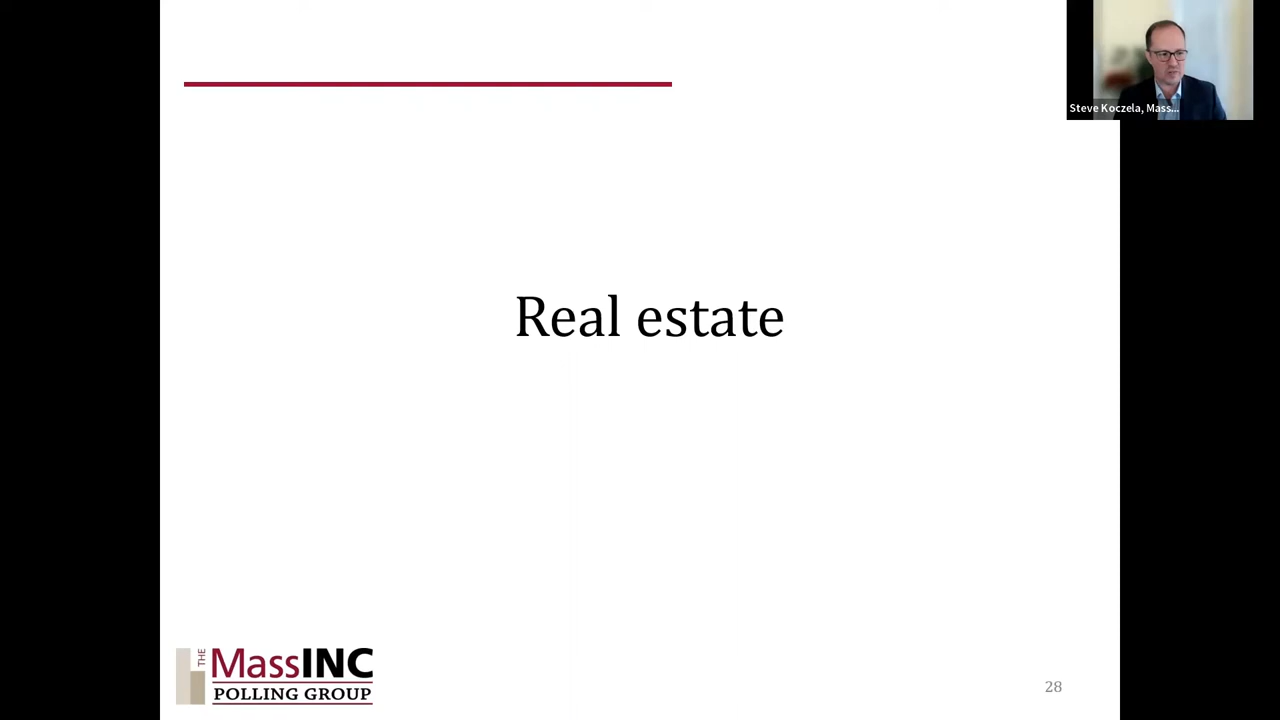 Steve Koczela, Mass...
Real estate
THE MassINC
POLLING GROUP
28